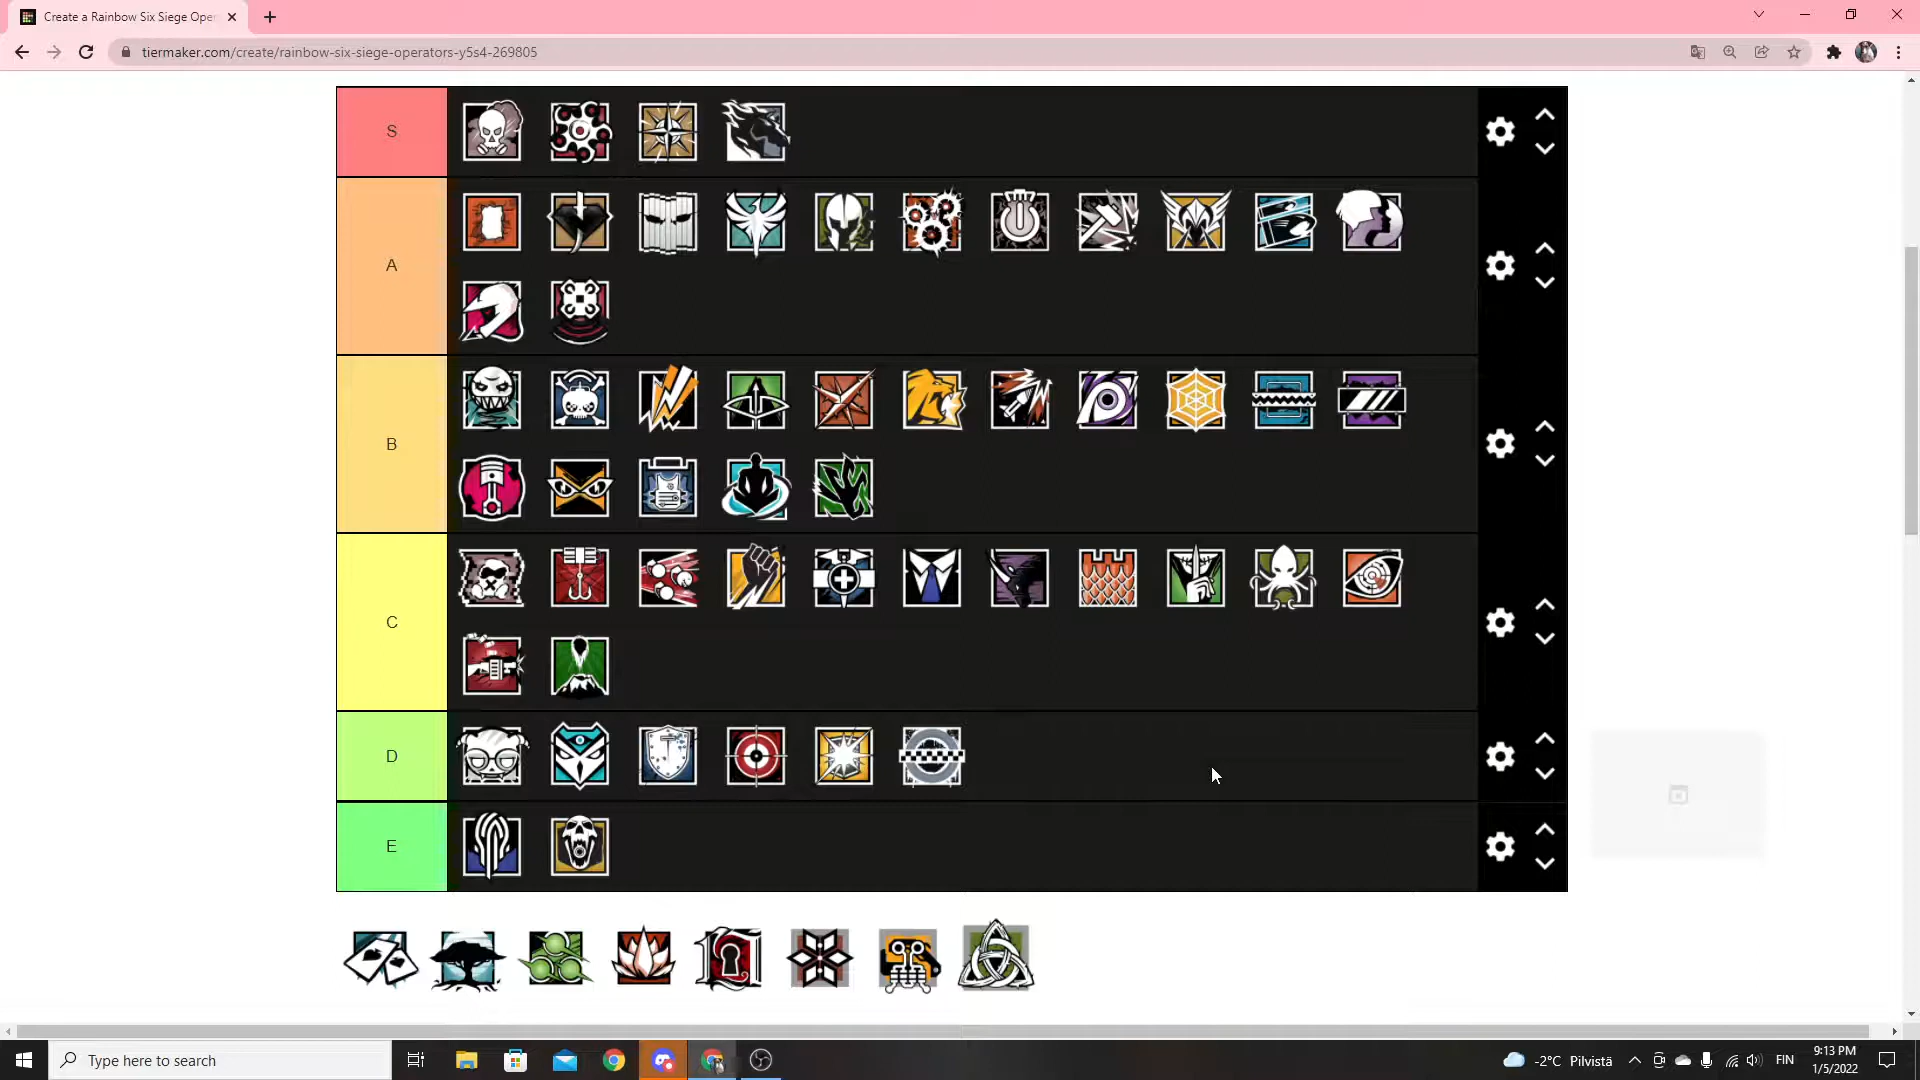 Create a Rainbow Six Siege Oper
tiermaker.com/create/rainbow-six-siege-operators-y5s4-269805
S
A
B
C
D
E
Type here to search
-2°C Pilvistä
FIN
9:13 PM
1/5/2022